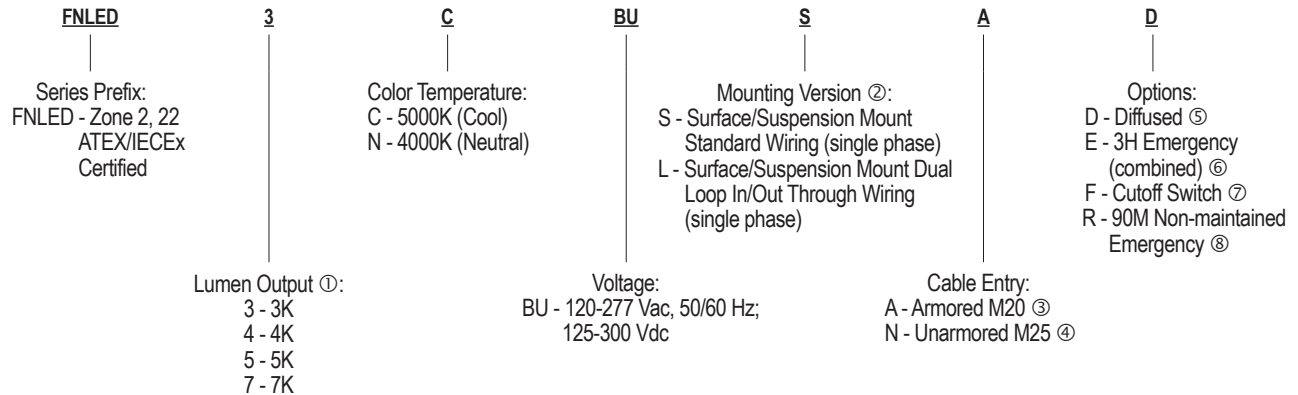 FNLED 3 C BU S A D
Series Prefix:
FNLED - Zone 2, 22
ATEX/IECEx
Certified
Color Temperature:
C - 5000K (Cool)
N - 4000K (Neutral)
Mounting Version ②:
S - Surface/Suspension Mount
Standard Wiring (single phase)
L - Surface/Suspension Mount Dual
Loop In/Out Through Wiring
(single phase)
Options:
D - Diffused ⑤
E - 3H Emergency
(combined) ⑥
F - Cutoff Switch ⑦
R - 90M Non-maintained
Emergency ⑧
Lumen Output ①:
3 - 3K
4 - 4K
5 - 5K
7 - 7K
Voltage:
BU - 120-277 Vac, 50/60 Hz;
125-300 Vdc
Cable Entry:
A - Armored M20 ③
N - Unarmored M25 ④